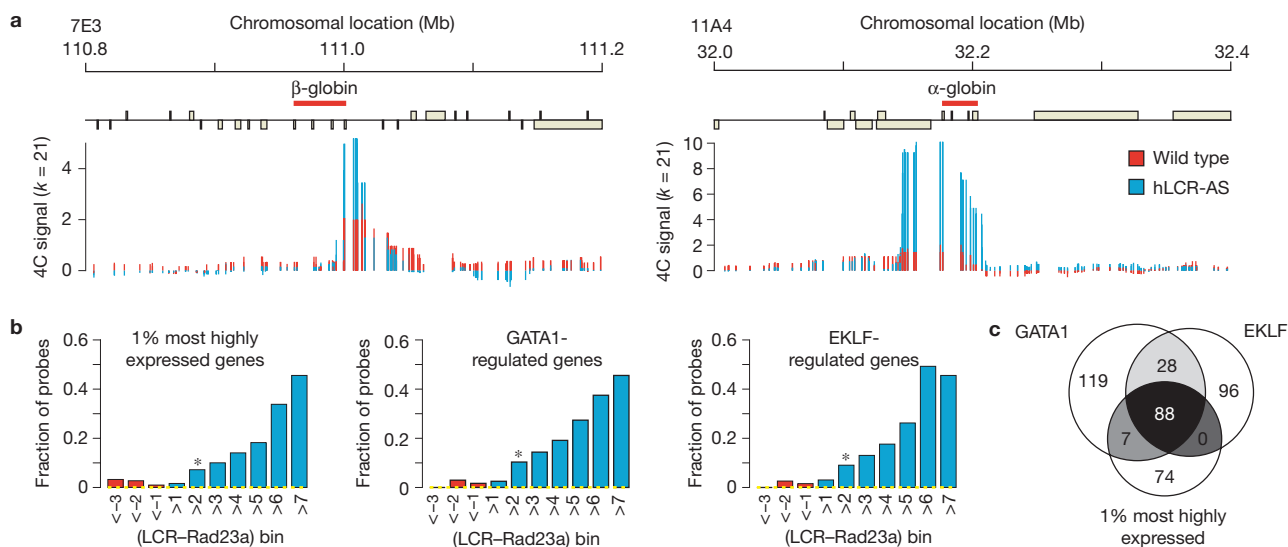 a
7E3
Chromosomal location (Mb)
110.8
111.0
111.2
β-globin
4C signal (k = 21)
4
2
0
11A4
Chromosomal location (Mb)
32.0
32.2
32.4
α-globin
4C signal (k = 21)
10
8
6
4
2
0
Wild type
hLCR-AS
b
Fraction of probes
0.6
0.4
0.2
0
1% most highly
expressed genes
*
<–3
<–2
<–1
>1
>2
>3
>4
>5
>6
>7
(LCR–Rad23a) bin
Fraction of probes
0.6
0.4
0.2
0
GATA1-
regulated genes
*
<–3
<–2
<–1
>1
>2
>3
>4
>5
>6
>7
(LCR–Rad23a) bin
Fraction of probes
0.6
0.4
0.2
0
EKLF-
regulated genes
*
<–3
<–2
<–1
>1
>2
>3
>4
>5
>6
>7
(LCR–Rad23a) bin
c
GATA1
EKLF
28
119
96
88
7
0
74
1% most highly
expressed